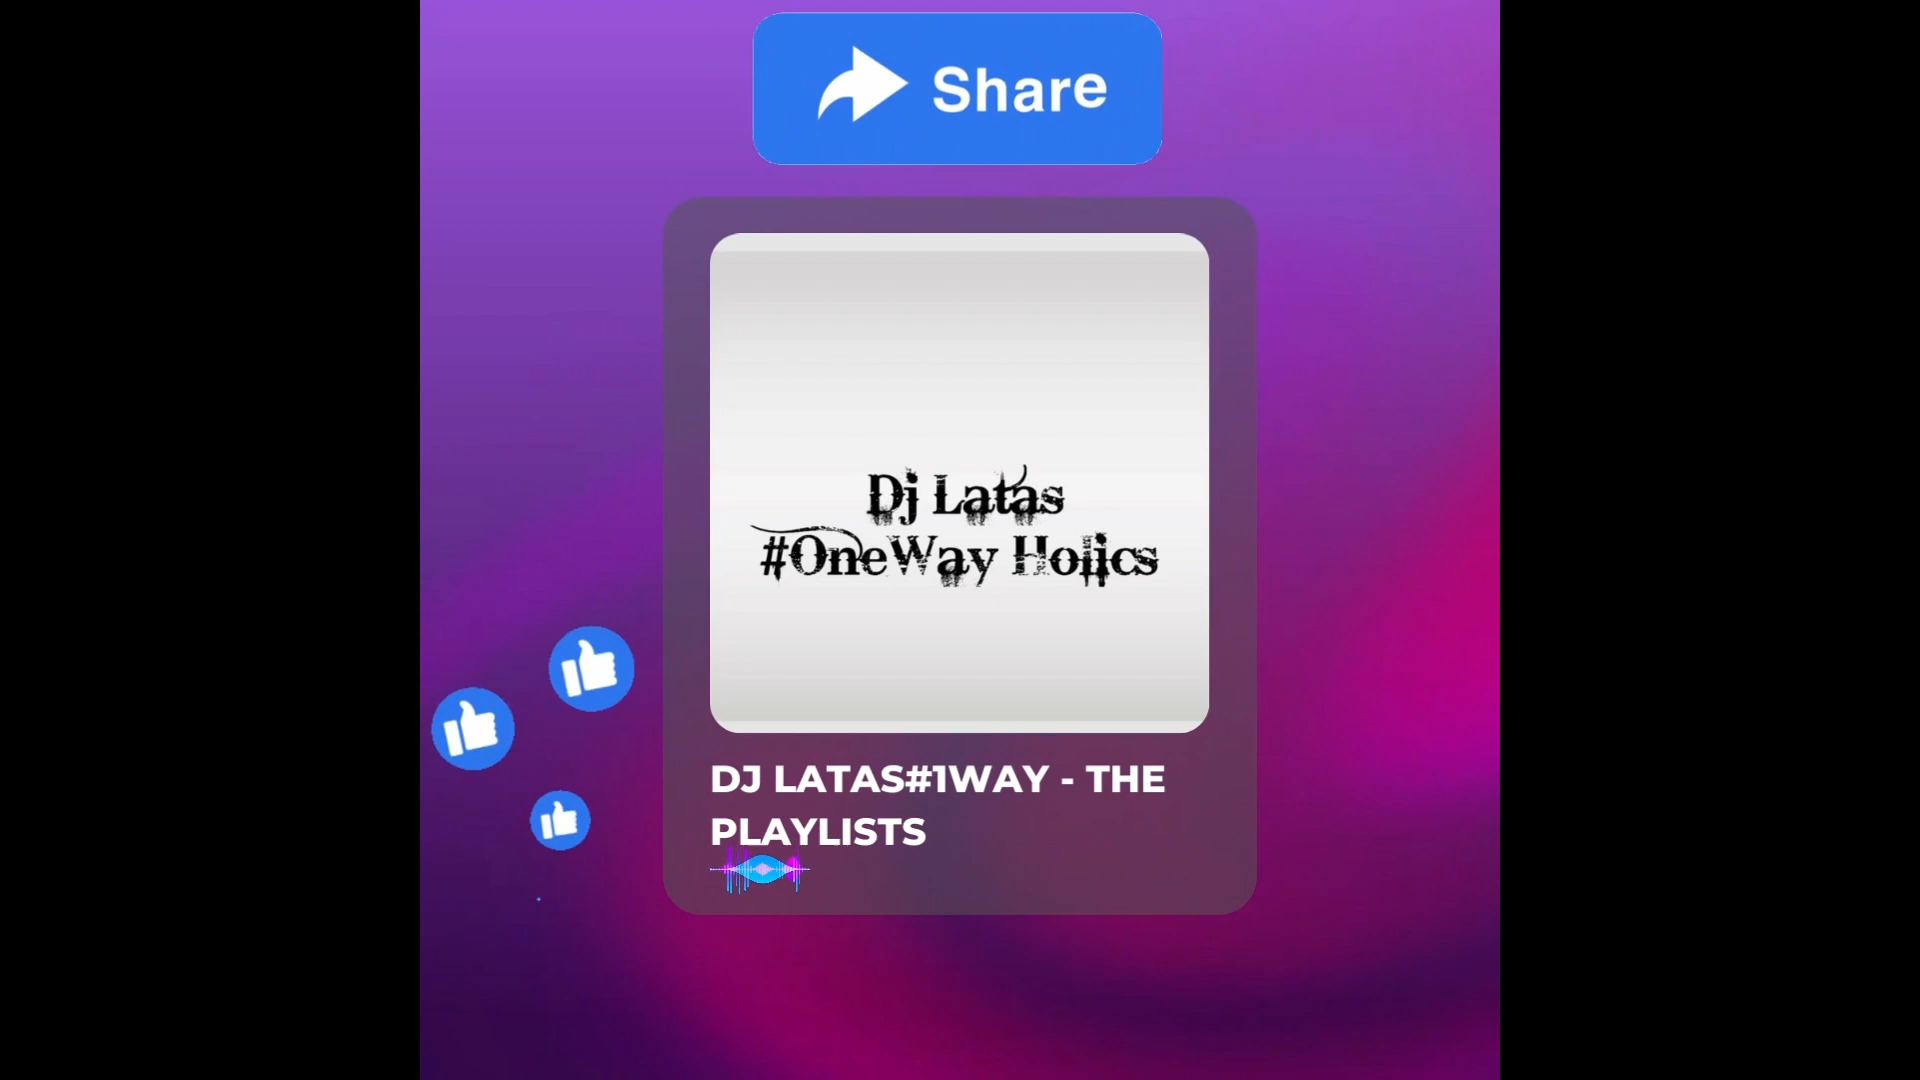 Share
Dj Latas
#OneWay Holics
DJ LATAS#1WAY - THE
PLAYLISTS